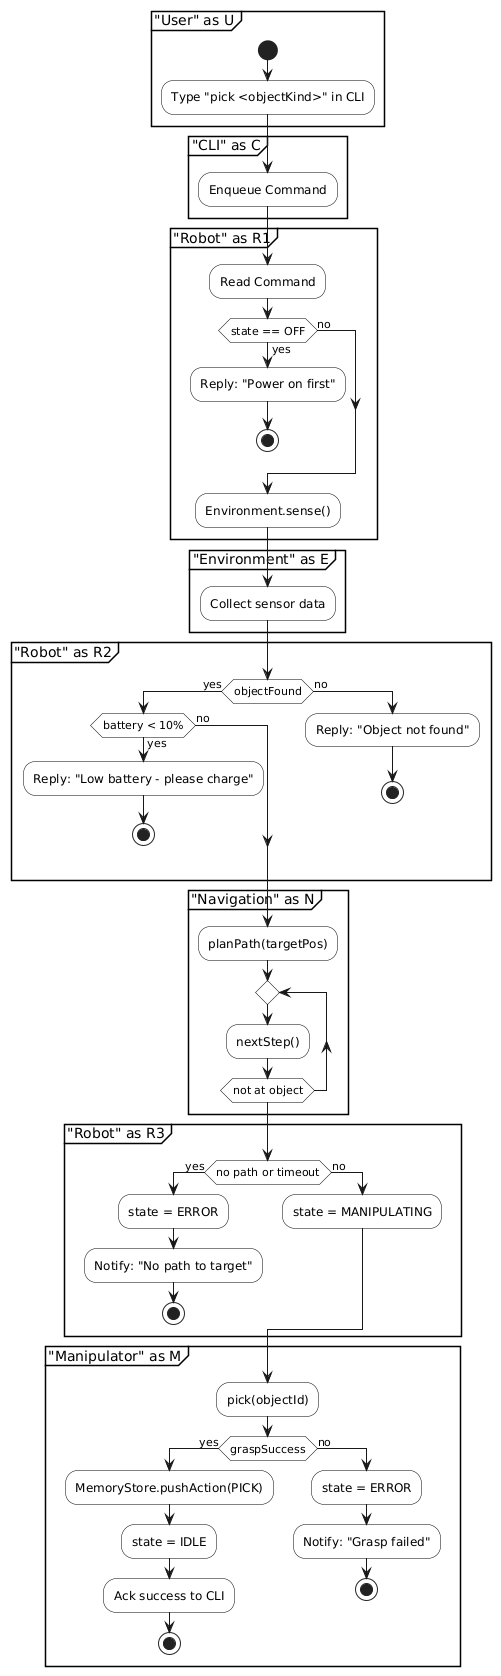 "User" as U
Type "pick <objectKind>" in CLI
"CLI" as C
Enqueue Command
"Robot" as R1
Read Command
state == OFF
no
yes
Reply: "Power on first"
Environment.sense()
"Environment" as E
Collect sensor data
"Robot" as R2
yes
objectFound
no
battery < 10%
no
Reply: "Object not found"
yes
Reply: "Low battery - please charge"
"Navigation" as N
planPath(targetPos)
nextStep()
not at object
"Robot" as R3
yes
no path or timeout
no
state = ERROR
state = MANIPULATING
Notify: "No path to target"
"Manipulator" as M
pick(objectId)
yes
graspSuccess
no
MemoryStore.pushAction(PICK)
state = ERROR
state = IDLE
Notify: "Grasp failed"
Ack success to CLI